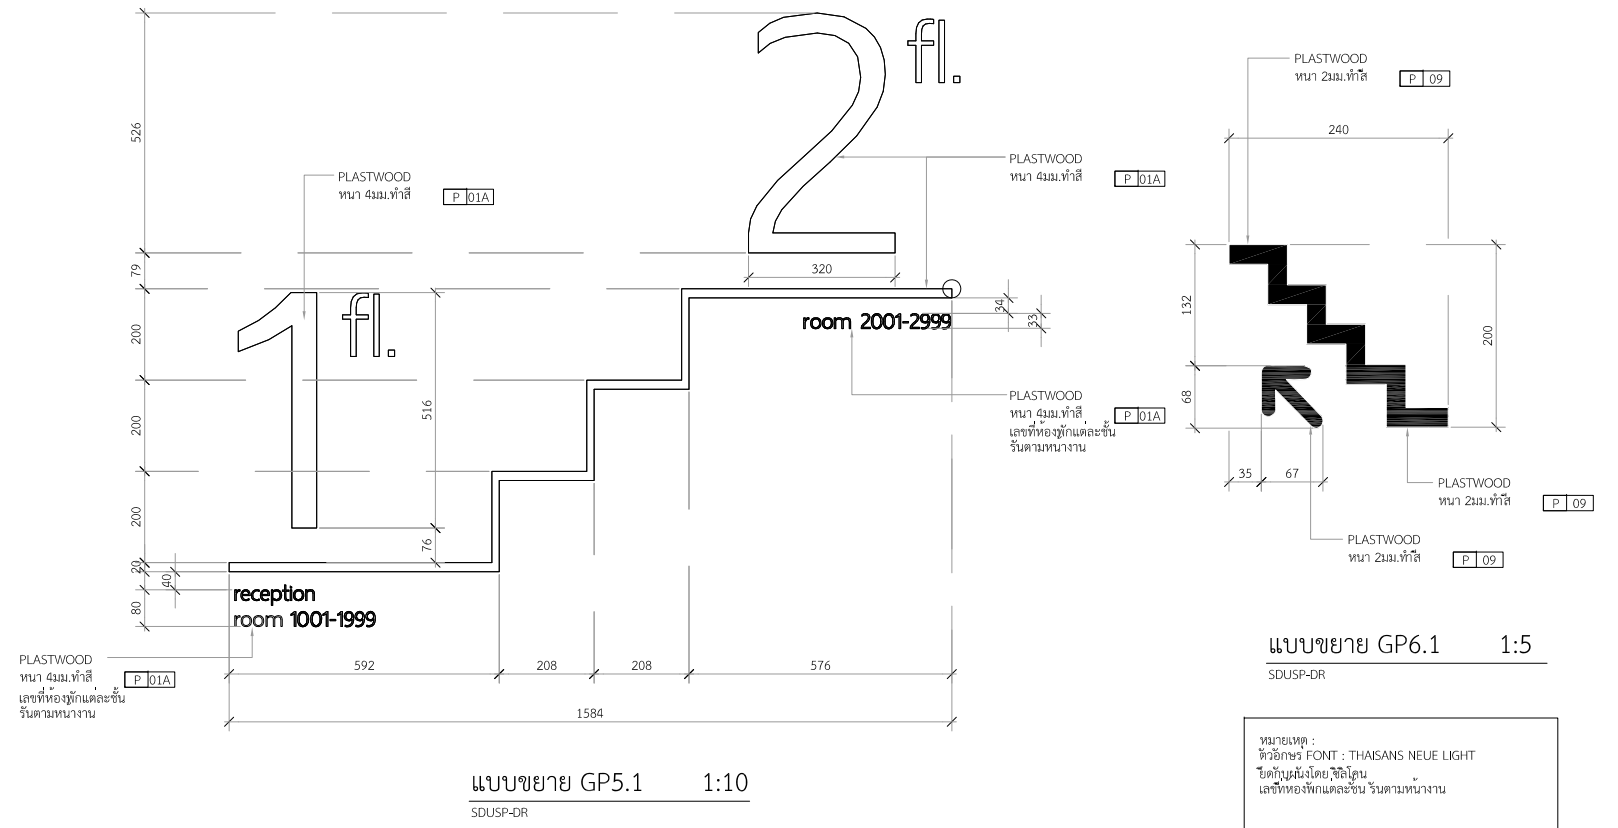 2
fl.
526
PLASTWOOD
หนา 4มม.ทำสี
P 01A
PLASTWOOD
หนา 4มม.ทำสี
P 01A
79
320
1
fl.
34
33
room 2001-2999
200
516
200
PLASTWOOD
หนา 4มม.ทำสี
P 01A
เลขที่ห้องพักแต่ละชั้น
รันตามหน้างาน
200
76
20
40
80
reception
room 1001-1999
PLASTWOOD
หนา 4มม.ทำสี
P 01A
เลขที่ห้องพักแต่ละชั้น
รันตามหน้างาน
592
208
208
576
1584
แบบขยาย GP5.1 1:10
SDUSP-DR
PLASTWOOD
หนา 2มม.ทำสี
P 09
240
132
200
68
35
67
PLASTWOOD
หนา 2มม.ทำสี
P 09
PLASTWOOD
หนา 2มม.ทำสี
P 09
แบบขยาย GP6.1 1:5
SDUSP-DR
หมายเหตุ :
ตัวอักษร FONT : THAISANS NEUE LIGHT
ยึดกับผนังโดย ซิลิโคน
เลขที่ห้องพักแต่ละชั้น รันตามหน้างาน